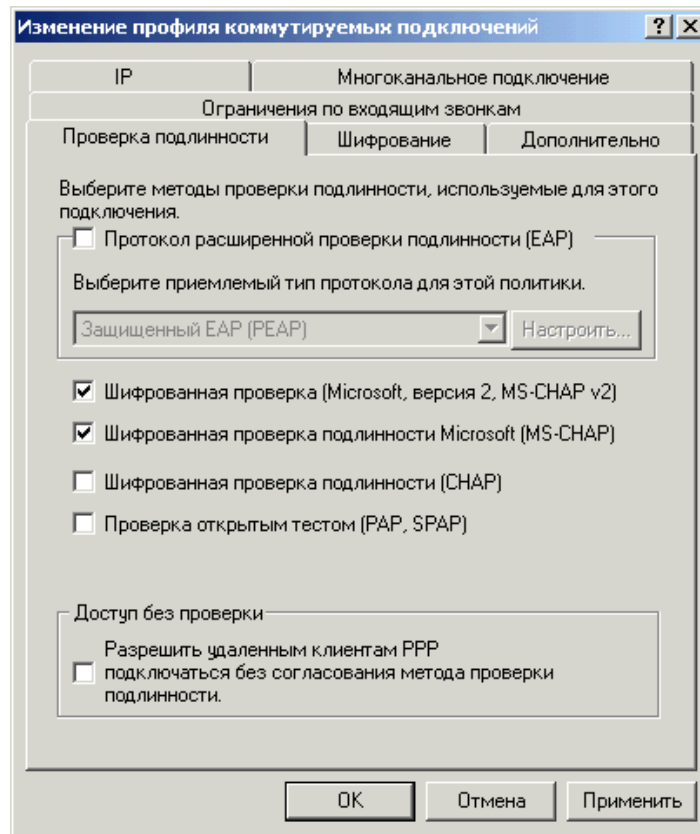 Изменение профиля коммутируемых подключений
IP
Многоканальное подключение
Ограничения по входящим звонкам
Проверка подлинности
Шифрование
Дополнительно
Выберите методы проверки подлинности, используемые для этого
подключения.
Протокол расширенной проверки подлинности (EAP)
Выберите приемлемый тип протокола для этой политики.
Защищенный EAP (PEAP)
Настроить...
Шифрованная проверка (Microsoft, версия 2, MS-CHAP v2)
Шифрованная проверка подлинности Microsoft (MS-CHAP)
Шифрованная проверка подлинности (CHAP)
Проверка открытым тестом (PAP, SPAP)
Доступ без проверки
Разрешить удаленным клиентам PPP
подключаться без согласования метода проверки
подлинности.
OK
Отмена
Применить